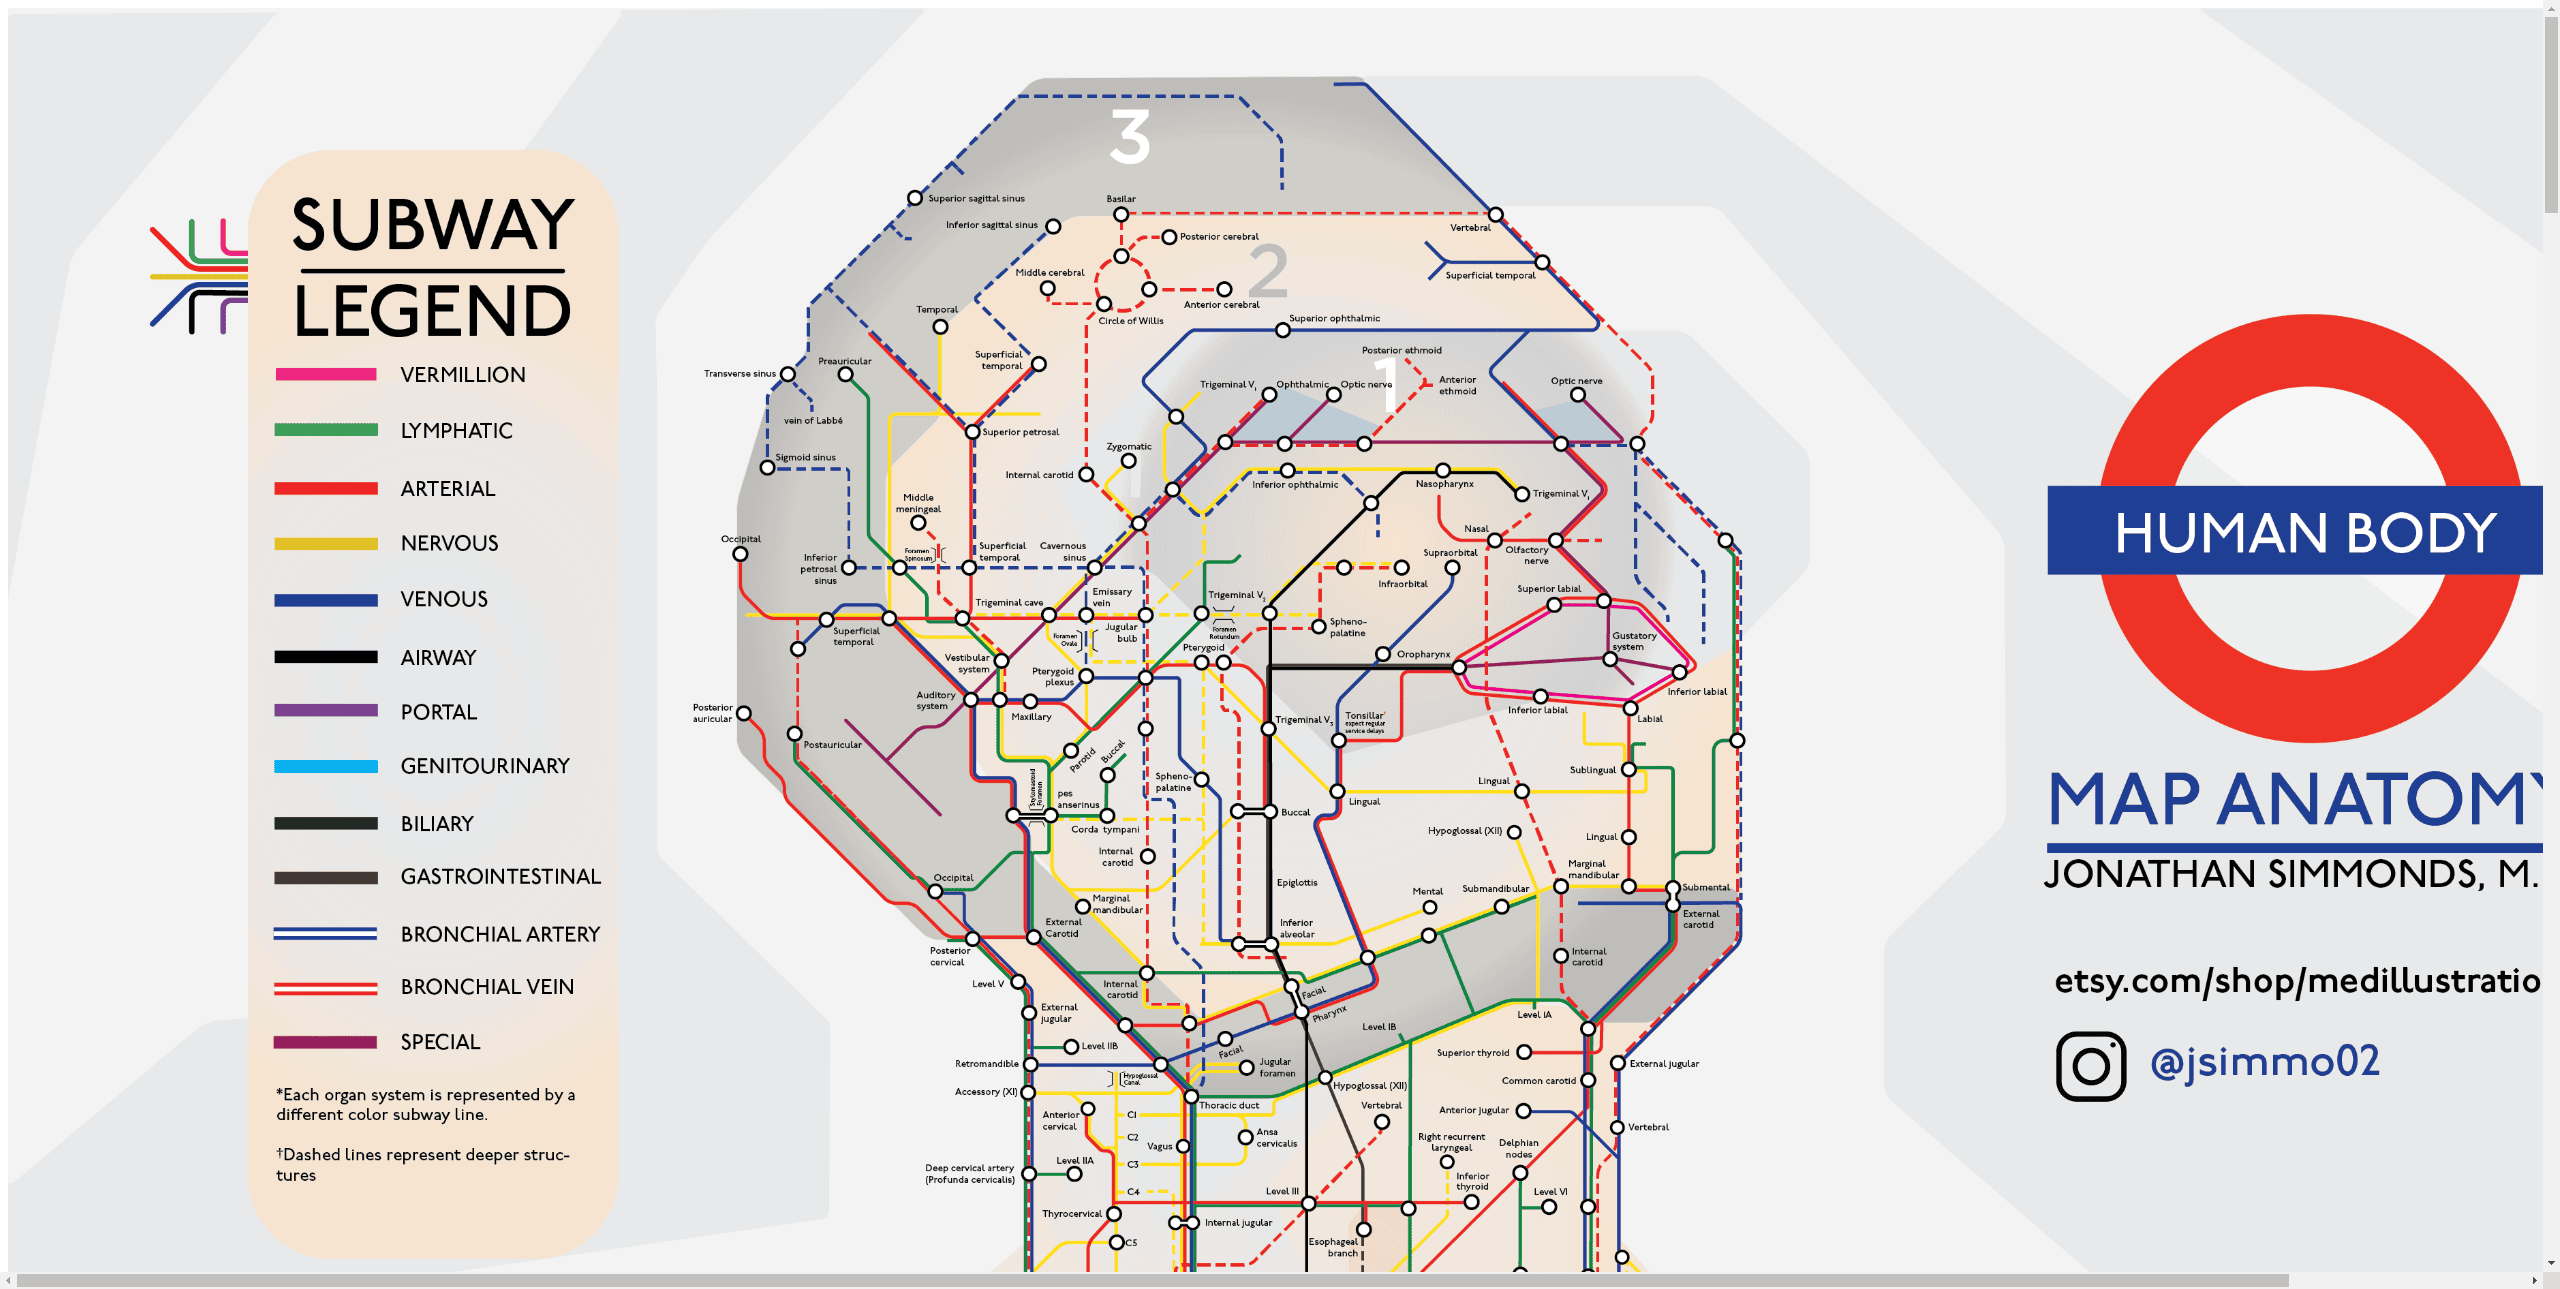 SUBWAY
LEGEND
VERMILLION
LYMPHATIC
ARTERIAL
NERVOUS
VENOUS
AIRWAY
PORTAL
GENITOURINARY
BILIARY
GASTROINTESTINAL
BRONCHIAL ARTERY
BRONCHIAL VEIN
SPECIAL
*Each organ system is represented by a
different color subway line.
†Dashed lines represent deeper struc-
tures
3
Superior sagittal sinus
Basilar
Inferior sagittal sinus
Posterior cerebral
Vertebral
2
Middle cerebral
Superficial temporal
Anterior cerebral
Temporal
Circle of Willis
Superior ophthalmic
Posterior ethmoid
1
Superficial
temporal
Preauricular
Transverse sinus
Trigeminal V1
Ophthalmic
Optic nerve
Anterior
ethmoid
Optic nerve
vein of Labbé
Superior petrosal
Zygomatic
Sigmoid sinus
Internal carotid
Inferior ophthalmic
Nasopharynx
Trigeminal V1
Middle
meningeal
Nasal
Occipital
Foramen
Spinosum
Superficial
temporal
Cavernous
sinus
Supraorbital
Olfactory
nerve
Inferior
petrosal
sinus
Infraorbital
Emissary
vein
Trigeminal V2
Superior labial
Trigeminal cave
Superficial
temporal
Jugular
bulb
Foramen
Ovale
Foramen
Rotundum
Spheno-
palatine
Gustatory
system
Pterygoid
Vestibular
system
Oropharynx
Pterygoid
plexus
Auditory
system
Inferior labial
Maxillary
Inferior labial
Posterior
auricular
Trigeminal V3
Tonsillar
expect regular
service delays
Labial
Postauricular
Parotid
Buccal
Sublingual
Spheno-
palatine
Lingual
Stylomastoid
Foramen
pes
anserinus
Lingual
Buccal
Corda tympani
Hypoglossal (XII)
Lingual
Internal
carotid
Marginal
mandibular
Occipital
Epiglottis
Mental
Submandibular
Submental
Marginal
mandibular
External
Carotid
Inferior
alveolar
External
carotid
Posterior
cervical
Internal
carotid
Level V
Internal
carotid
Facial
Pharynx
External
jugular
Level IA
Level IB
Level IIB
Facial
Superior thyroid
Retromandible
Jugular
foramen
External jugular
Hypoglossal
Canal
Hypoglossal (XII)
Common carotid
Accessory (XI)
Thoracic duct
Vertebral
Anterior jugular
Anterior
cervical
C1
Vertebral
C2
Ansa
cervicalis
Vagus
Right recurrent
laryngeal
Delphian
nodes
Level IIA
C3
Deep cervical artery
(Profunda cervicalis)
Inferior
thyroid
C4
Level III
Level VI
Thyrocervical
Internal jugular
C5
Esophageal
branch
HUMAN BODY
MAP ANATOMY
JONATHAN SIMMONDS, M.
etsy.com/shop/medillustratio
@jsimmo02